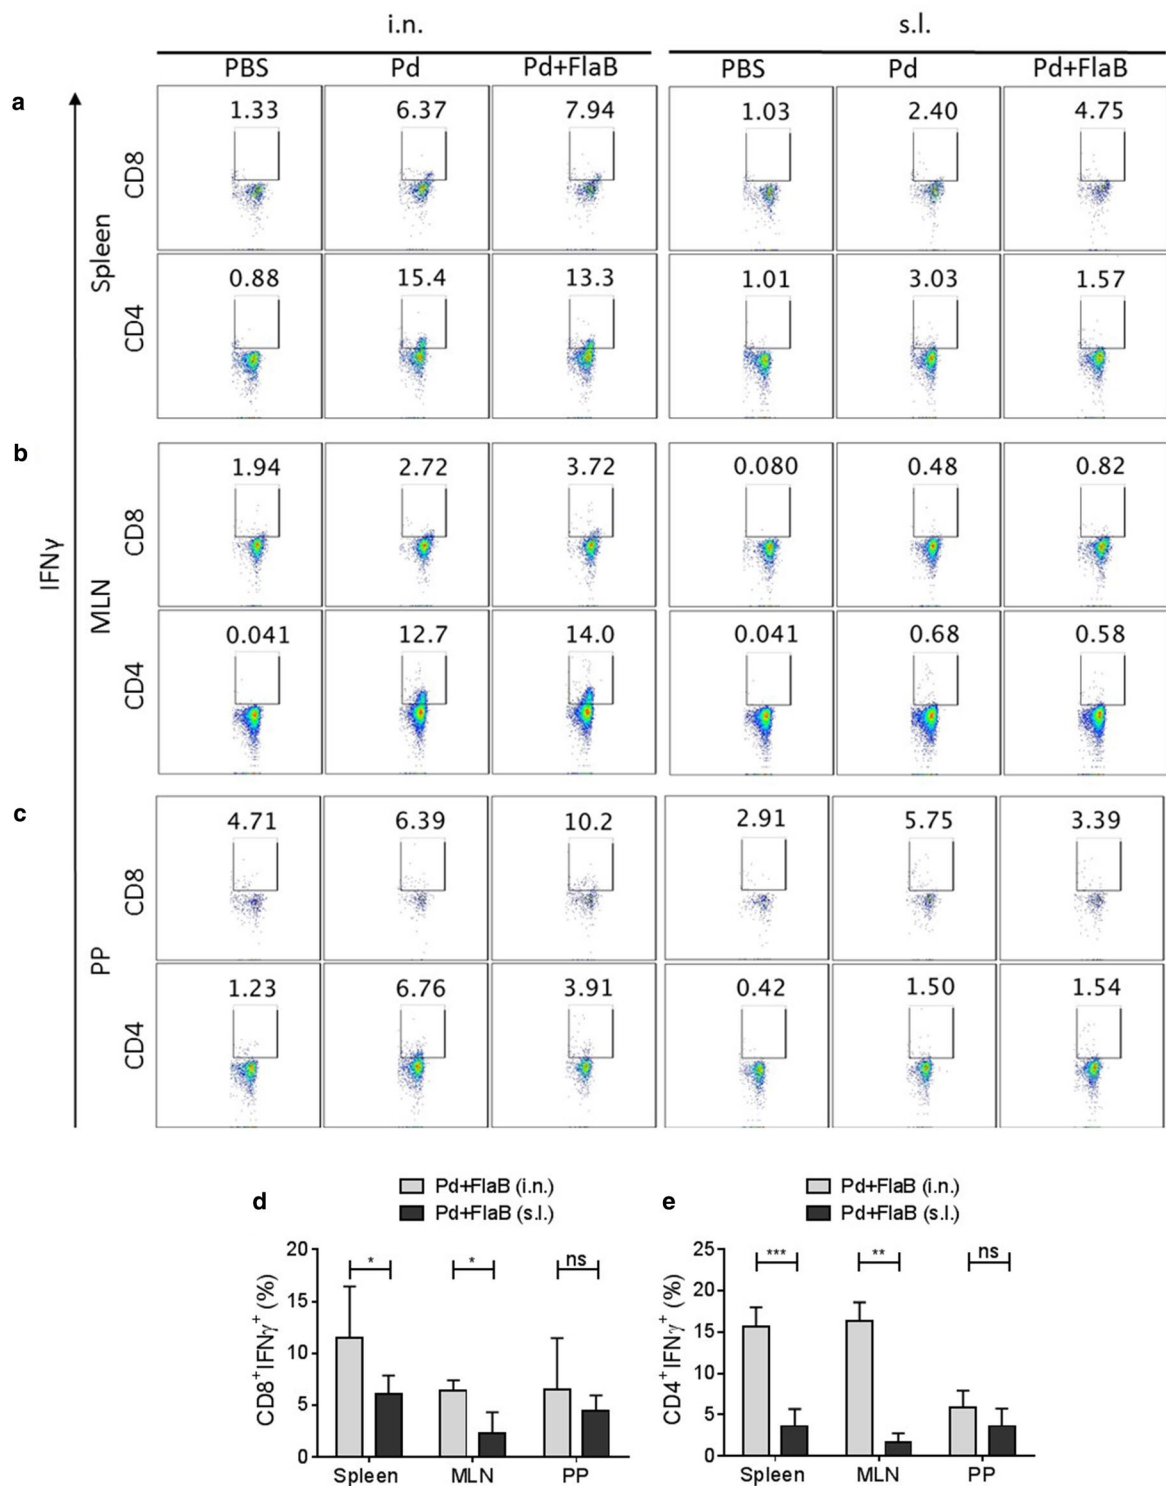 i.n. s.l.
PBS Pd Pd+FlaB PBS Pd Pd+FlaB
a
1.33 6.37 7.94 1.03 2.40 4.75
CD8
Spleen
0.88 15.4 13.3 1.01 3.03 1.57
CD4
b
1.94 2.72 3.72 0.080 0.48 0.82
CD8
IFNγ
MLN
0.041 12.7 14.0 0.041 0.68 0.58
CD4
c
4.71 6.39 10.2 2.91 5.75 3.39
CD8
PP
1.23 6.76 3.91 0.42 1.50 1.54
CD4
d
Pd+FlaB (i.n.)
Pd+FlaB (s.l.)
CD8+IFNγ+ (%)
20
15
10
5
0
* * ns
Spleen MLN PP
e
Pd+FlaB (i.n.)
Pd+FlaB (s.l.)
CD4+IFNγ+ (%)
25
20
15
10
5
0
*** ** ns
Spleen MLN PP